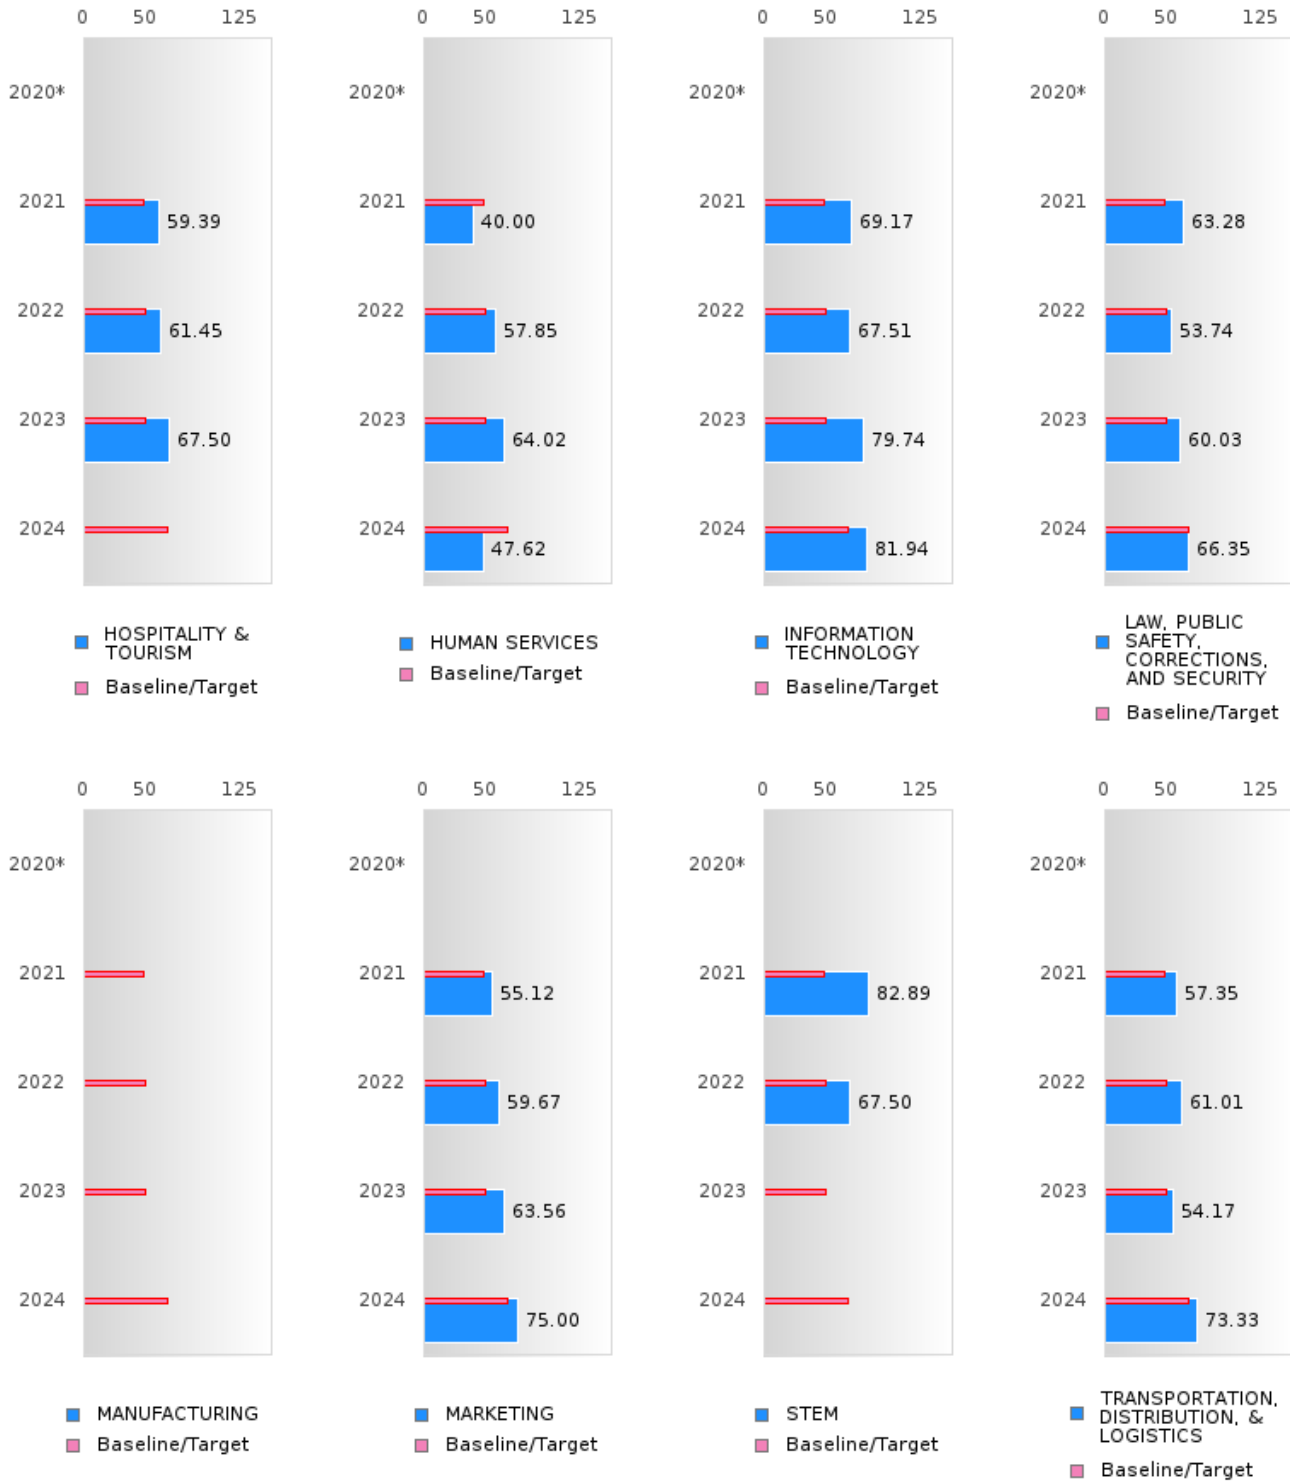 0 50 125
2020*
2021 59.39
2022 61.45
2023 67.50
2024
HOSPITALITY &
TOURISM
Baseline/Target
0 50 125
2020*
2021 40.00
2022 57.85
2023 64.02
2024 47.62
HUMAN SERVICES
Baseline/Target
0 50 125
2020*
2021 69.17
2022 67.51
2023 79.74
2024 81.94
INFORMATION
TECHNOLOGY
Baseline/Target
0 50 125
2020*
2021 63.28
2022 53.74
2023 60.03
2024 66.35
LAW, PUBLIC
SAFETY,
CORRECTIONS,
AND SECURITY
Baseline/Target
0 50 125
2020*
2021
2022
2023
2024
MANUFACTURING
Baseline/Target
0 50 125
2020*
2021 55.12
2022 59.67
2023 63.56
2024 75.00
MARKETING
Baseline/Target
0 50 125
2020*
2021 82.89
2022 67.50
2023
2024
STEM
Baseline/Target
0 50 125
2020*
2021 57.35
2022 61.01
2023 54.17
2024 73.33
TRANSPORTATION,
DISTRIBUTION, &
LOGISTICS
Baseline/Target